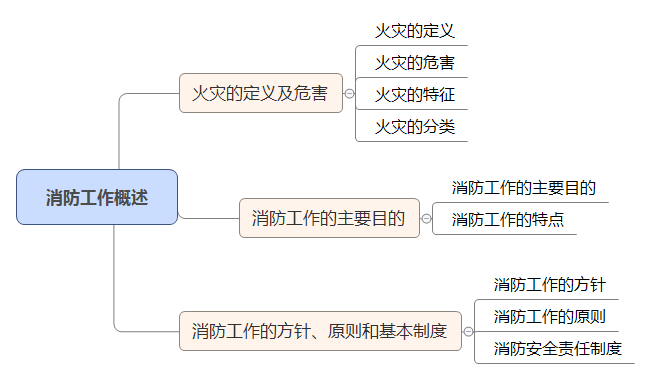 消防工作概述
火灾的定义及危害
火灾的定义
火灾的危害
火灾的特征
火灾的分类
消防工作的主要目的
消防工作的主要目的
消防工作的特点
消防工作的方针、原则和基本制度
消防工作的方针
消防工作的原则
消防安全责任制度